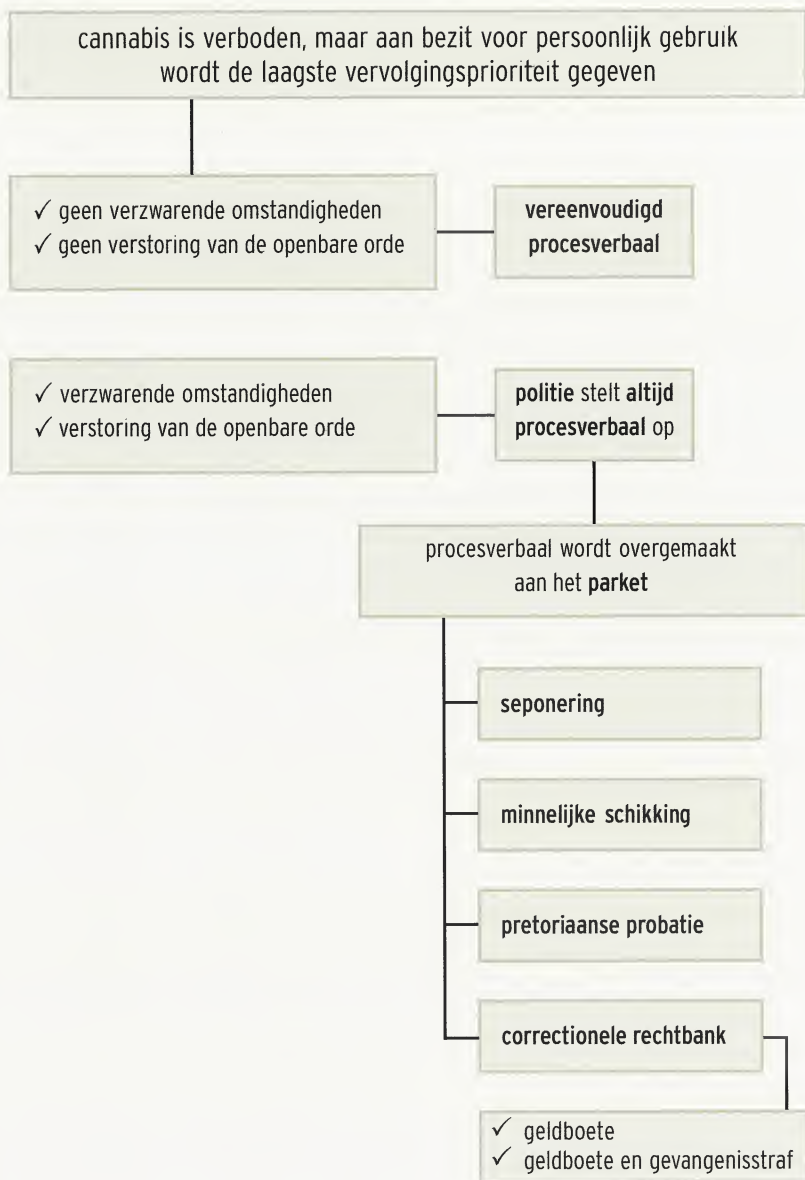 cannabis is verboden, maar aan bezit voor persoonlijk gebruik
wordt de laagste vervolgingsprioriteit gegeven
✓ geen verzwarende omstandigheden
✓ geen verstoring van de openbare orde
vereenvoudigd
procesverbaal
✓ verzwarende omstandigheden
✓ verstoring van de openbare orde
politie stelt altijd
procesverbaal op
procesverbaal wordt overgemaakt
aan het parket
seponering
minnelijke schikking
pretoriaanse probatie
correctionele rechtbank
✓ geldboete
✓ geldboete en gevangenisstraf